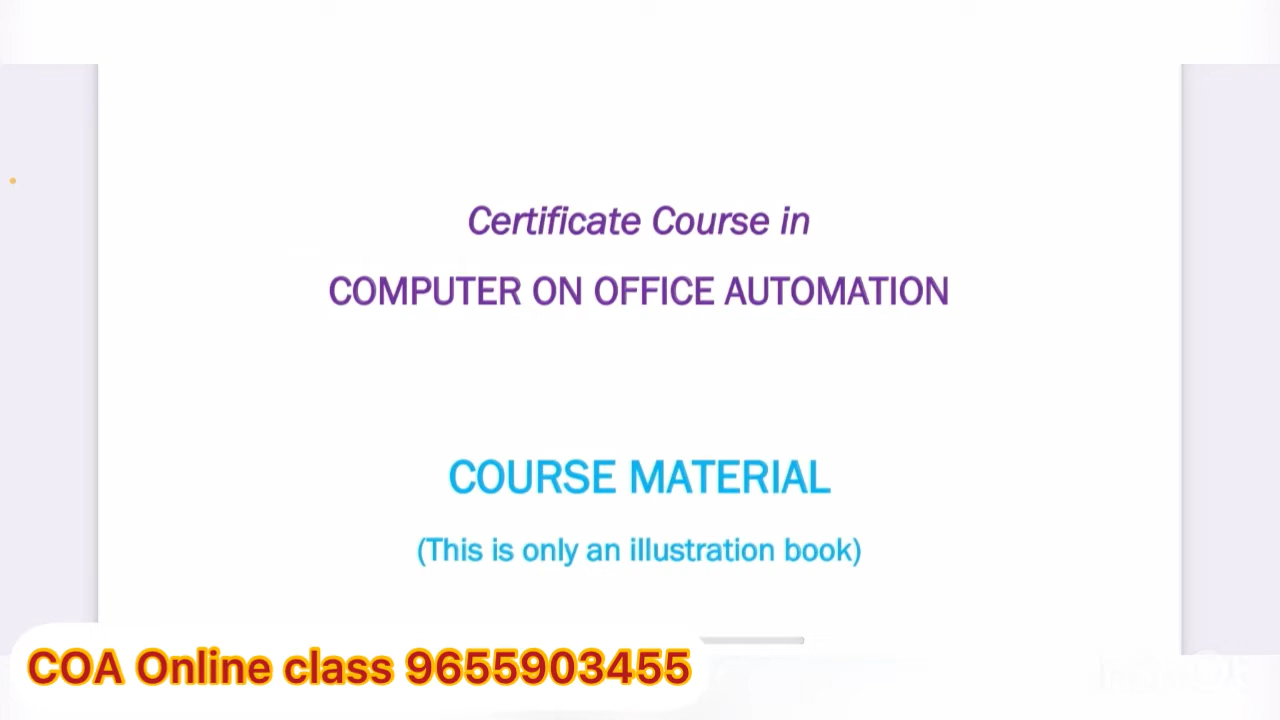 Certificate Course in
COMPUTER ON OFFICE AUTOMATION
COURSE MATERIAL
(This is only an illustration book)
COA Online class 9655903455